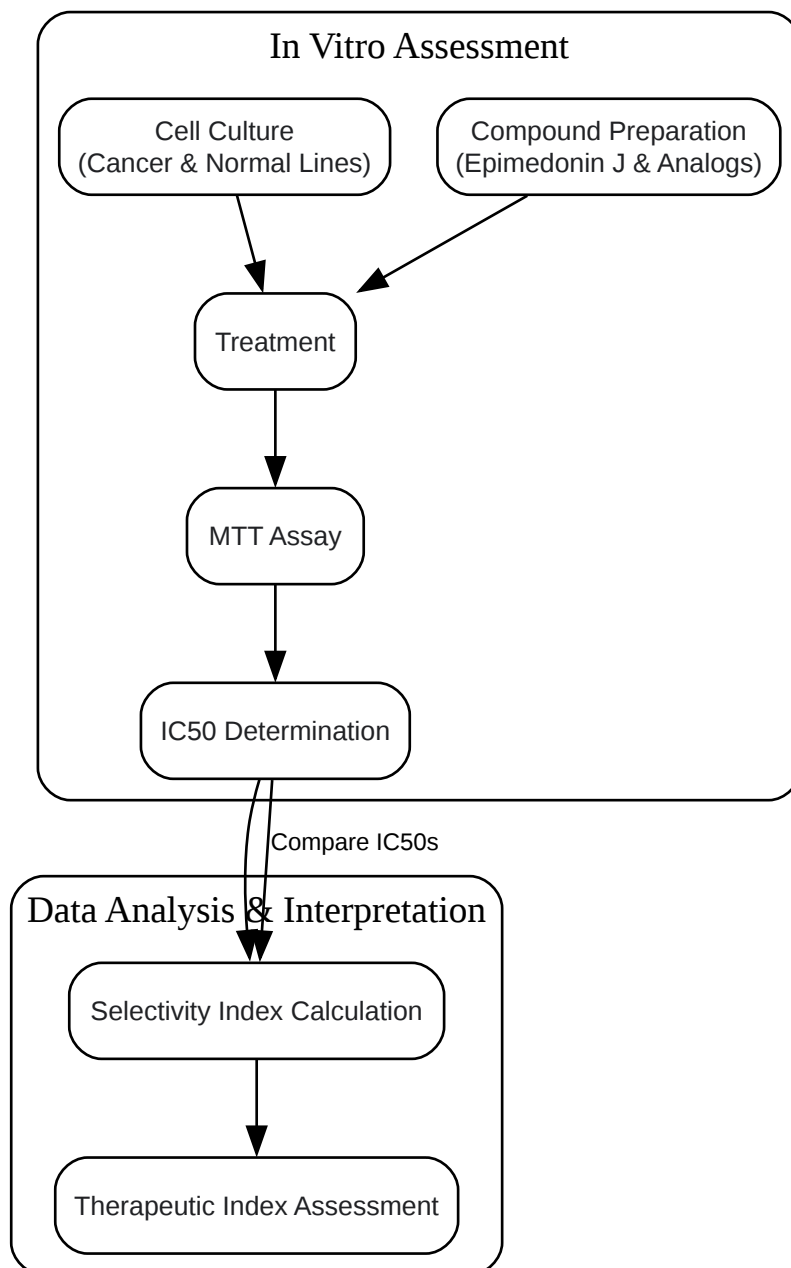 In Vitro Assessment
Cell Culture
(Cancer & Normal Lines)
Compound Preparation
(Epimedonin J & Analogs)
Treatment
MTT Assay
IC50 Determination
Compare IC50s
Data Analysis & Interpretation
Selectivity Index Calculation
Therapeutic Index Assessment